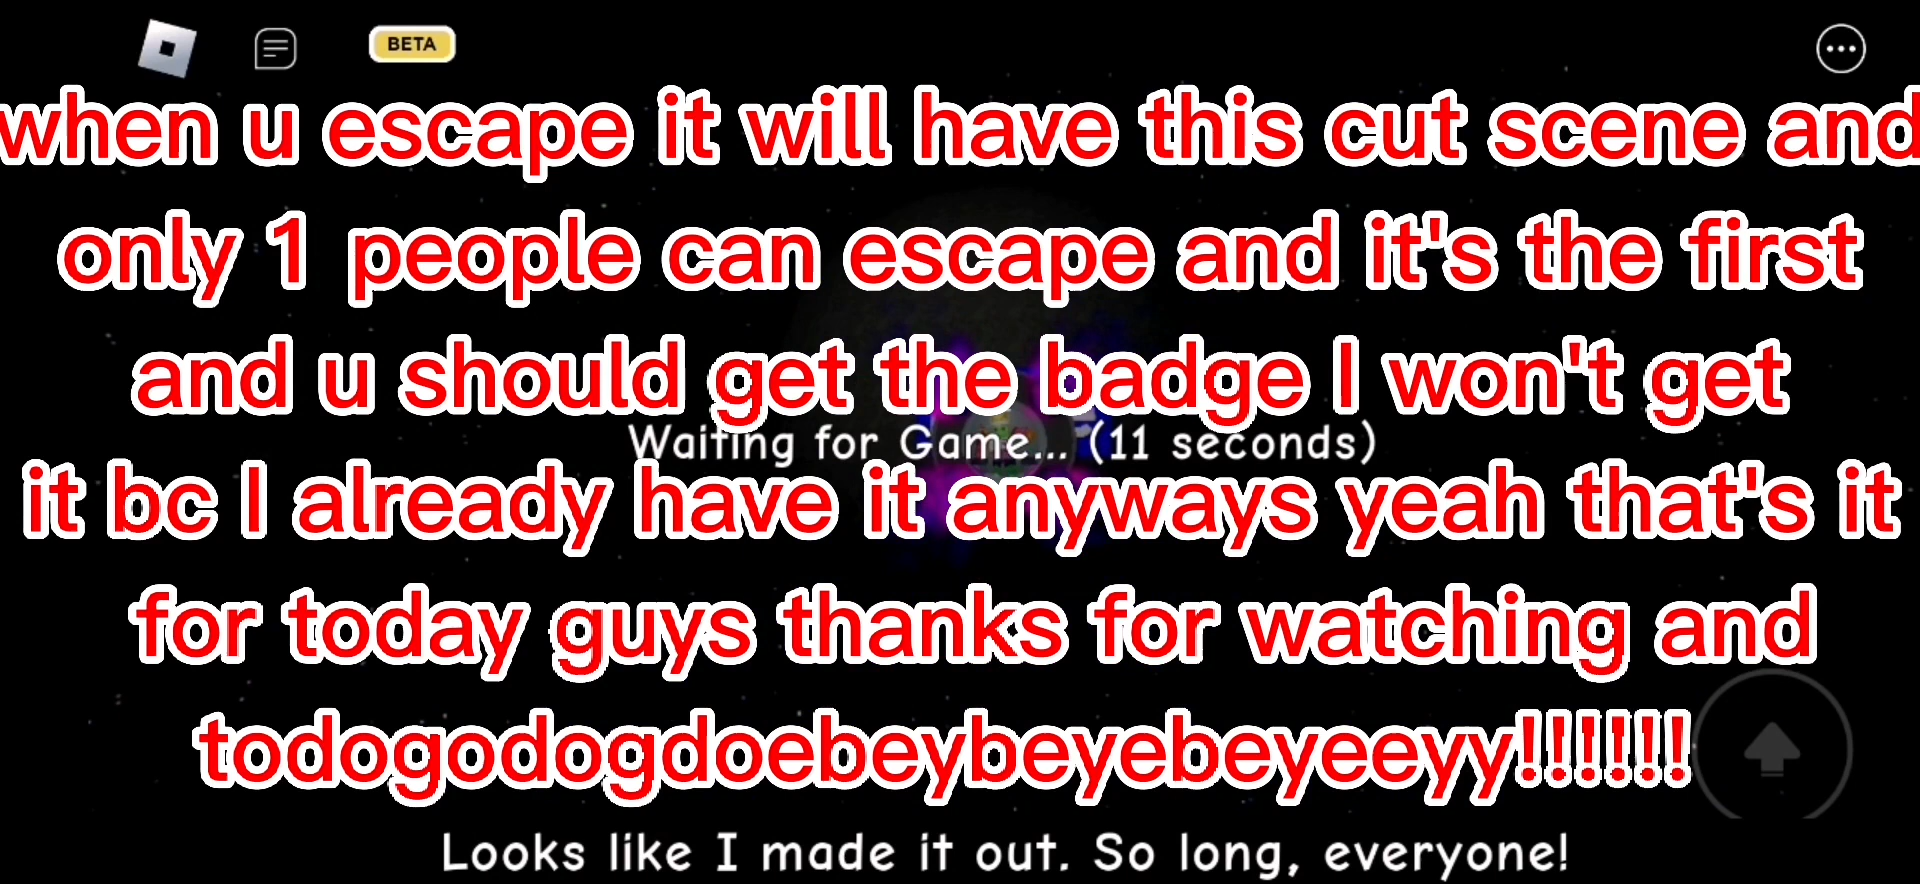 BETA
when u escape it will have this cut scene and
only 1 people can escape and it's the first
and u should get the badge I won't get
Waiting for Game... (11 seconds)
it bc I already have it anyways yeah that's it
for today guys thanks for watching and
todogodogdoebeybeyebeyeeyy!!!!!!
Looks like I made it out. So long, everyone!